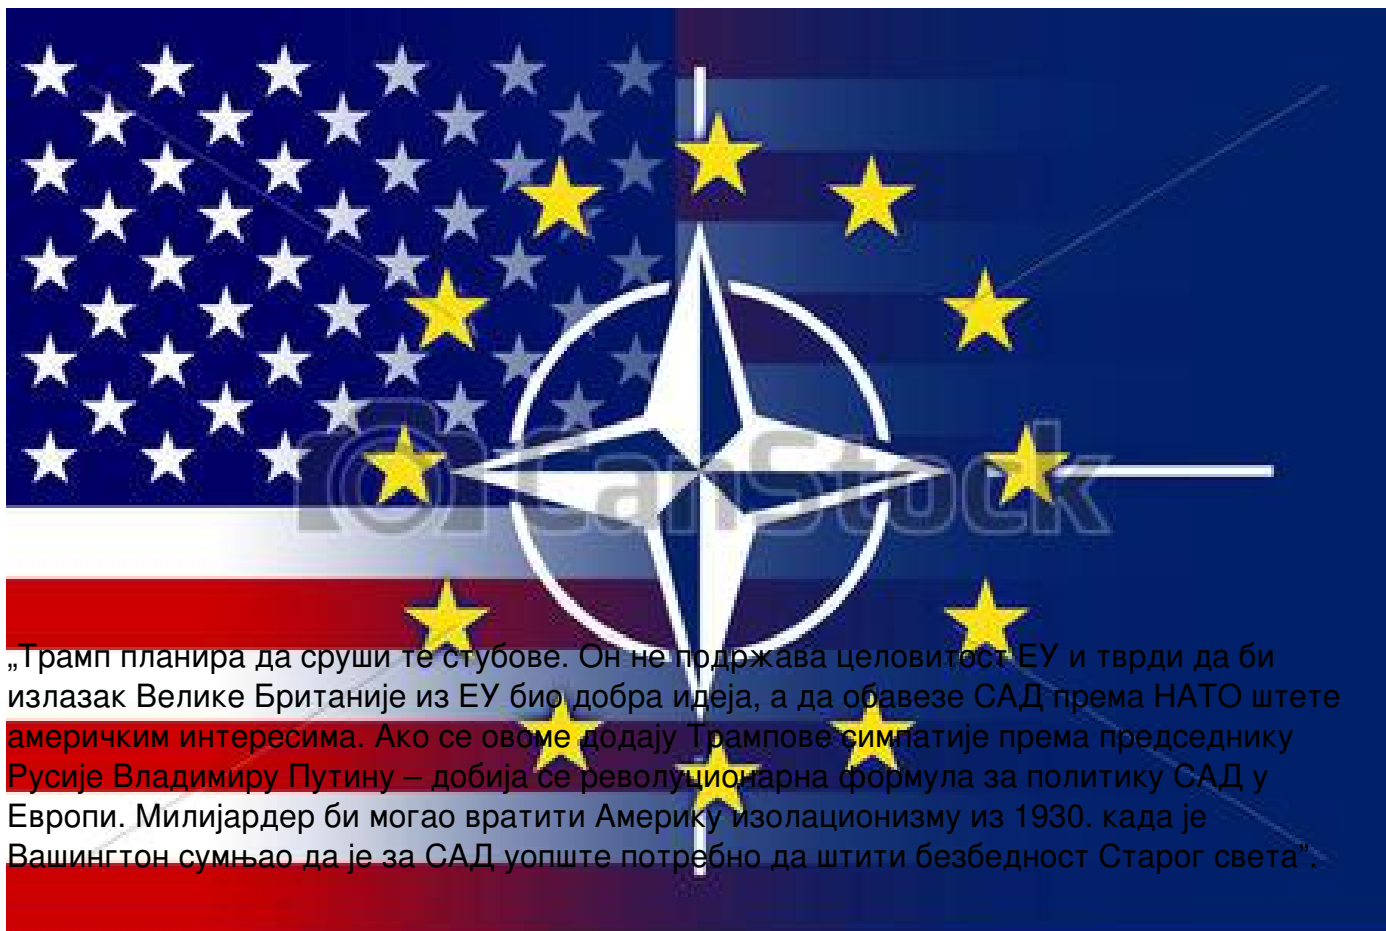 CanStock
„Трамп планира да сруши те стубове. Он не подржава целовитост ЕУ и тврди да би
излазак Велике Британије из ЕУ био добра идеја, а да обавезе САД према НАТО штете
америчким интересима. Ако се овоме додају Трампове симпатије према председнику
Русије Владимиру Путину – добија се револуционарна формула за политику САД у
Европи. Милијардер би могао вратити Америку изолационизму из 1930. када је
Вашингтон сумњао да је за САД уопште потребно да штити безбедност Старог света”.